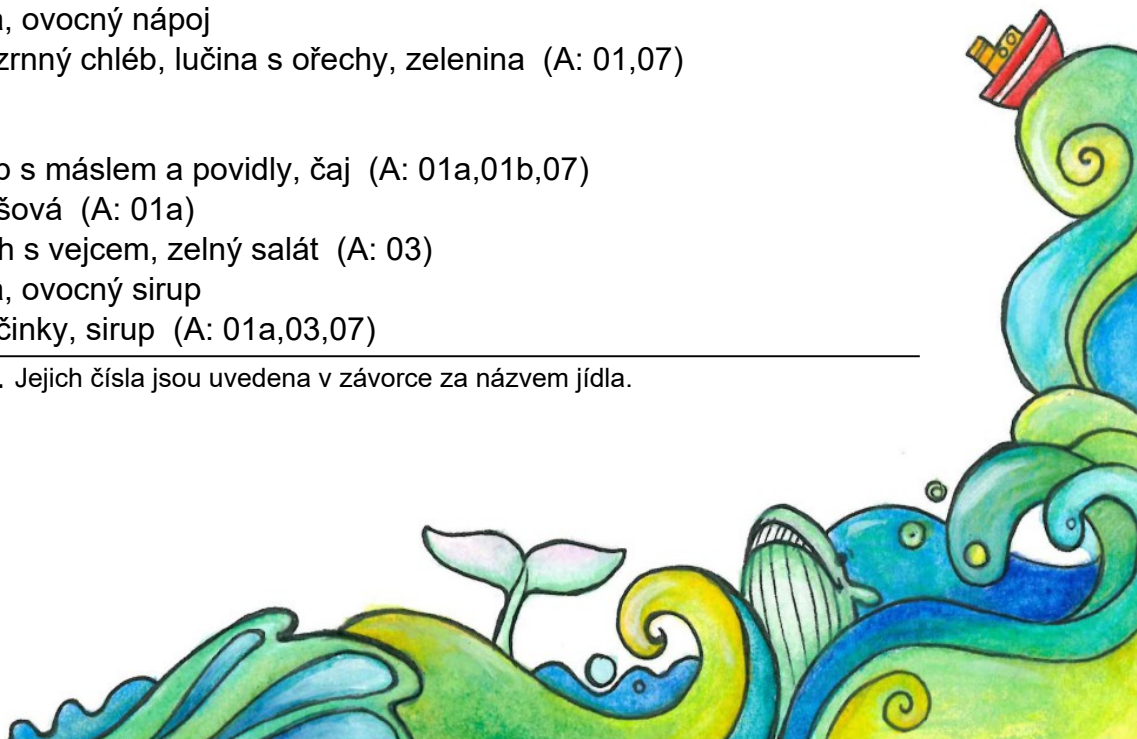 , ovocný nápoj
zrnný chléb, lučina s ořechy, zelenina (A: 01,07)
s máslem a povidly, čaj (A: 01a,01b,07)
šová (A: 01a)
h s vejcem, zelný salát (A: 03)
, ovocný sirup
činky, sirup (A: 01a,03,07)
. Jejich čísla jsou uvedena v závorce za názvem jídla.